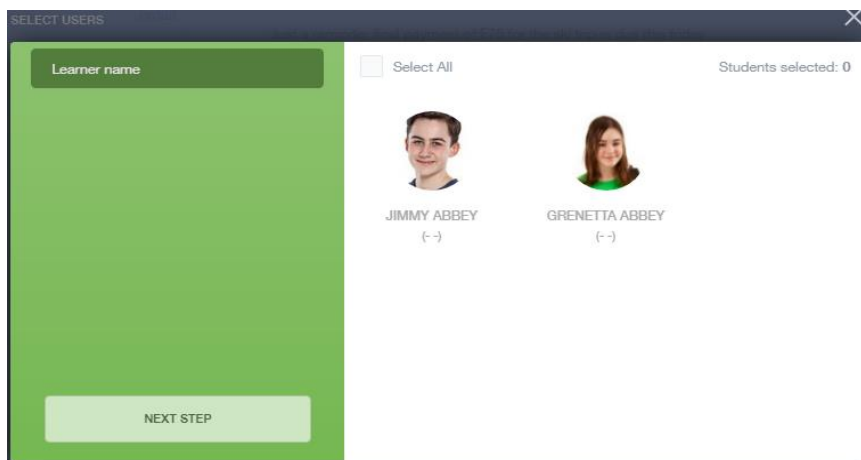 SELECT USERS
Learner name
Select All
Students selected: 0
JIMMY ABBEY
GRENETTA ABBEY
(- -)
(- -)
NEXT STEP